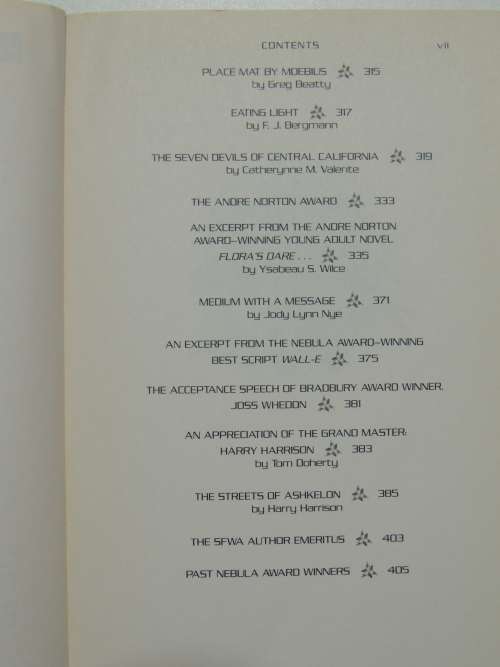 CONTENTS vii
PLACE MAT BY MOEBIUS 315
by Greg Beatty
EATING LIGHT 317
by F. J. Bergmann
THE SEVEN DEVILS OF CENTRAL CALIFORNIA 319
by Catherynne M. Valente
THE ANDRE NORTON AWARD 333
AN EXCERPT FROM THE ANDRE NORTON
AWARD–WINNING YOUNG ADULT NOVEL
FLORA'S DARE . . . 335
by Ysabeau S. Wilce
MEDIUM WITH A MESSAGE 371
by Jody Lynn Nye
AN EXCERPT FROM THE NEBULA AWARD–WINNING
BEST SCRIPT WALL-E 375
THE ACCEPTANCE SPEECH OF BRADBURY AWARD WINNER,
JOSS WHEDON 381
AN APPRECIATION OF THE GRAND MASTER:
HARRY HARRISON 383
by Tom Doherty
THE STREETS OF ASHKELON 385
by Harry Harrison
THE SFWA AUTHOR EMERITUS 403
PAST NEBULA AWARD WINNERS 405